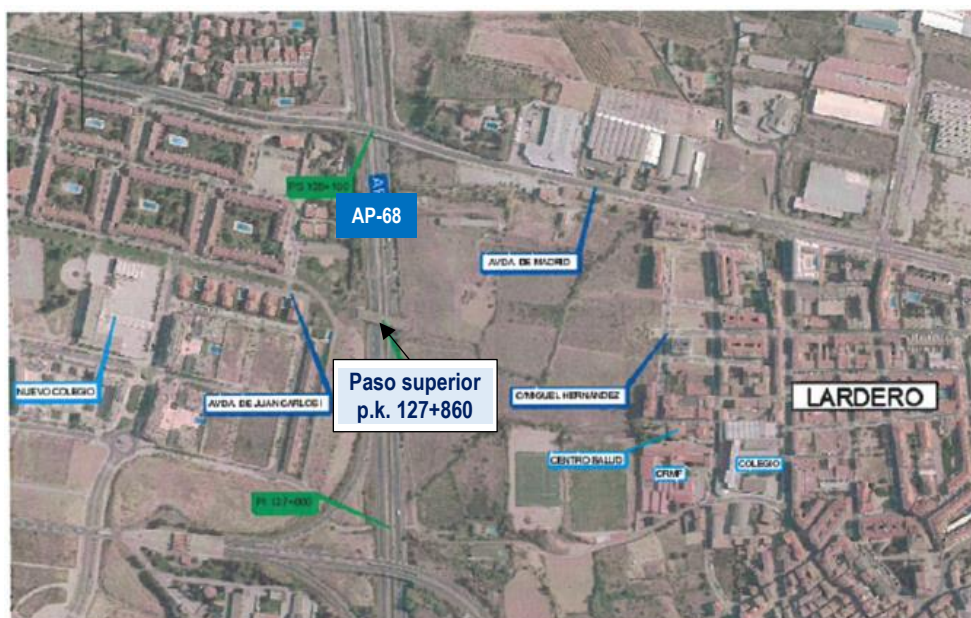 AP-68
AVDA. DE MADRID
Paso superior
p.k. 127+860
NUEVO COLEGIO
AVDA. DE JUAN CARLOS I
C/MIGUEL HERNANDEZ
LARDERO
CENTRO SALUD
CRMF
COLEGIO